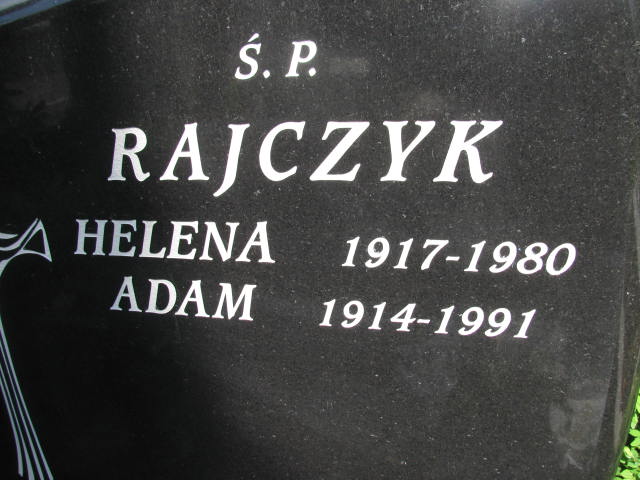 Ś. P.
RAJCZYK
HELENA 1917-1980
ADAM 1914-1991